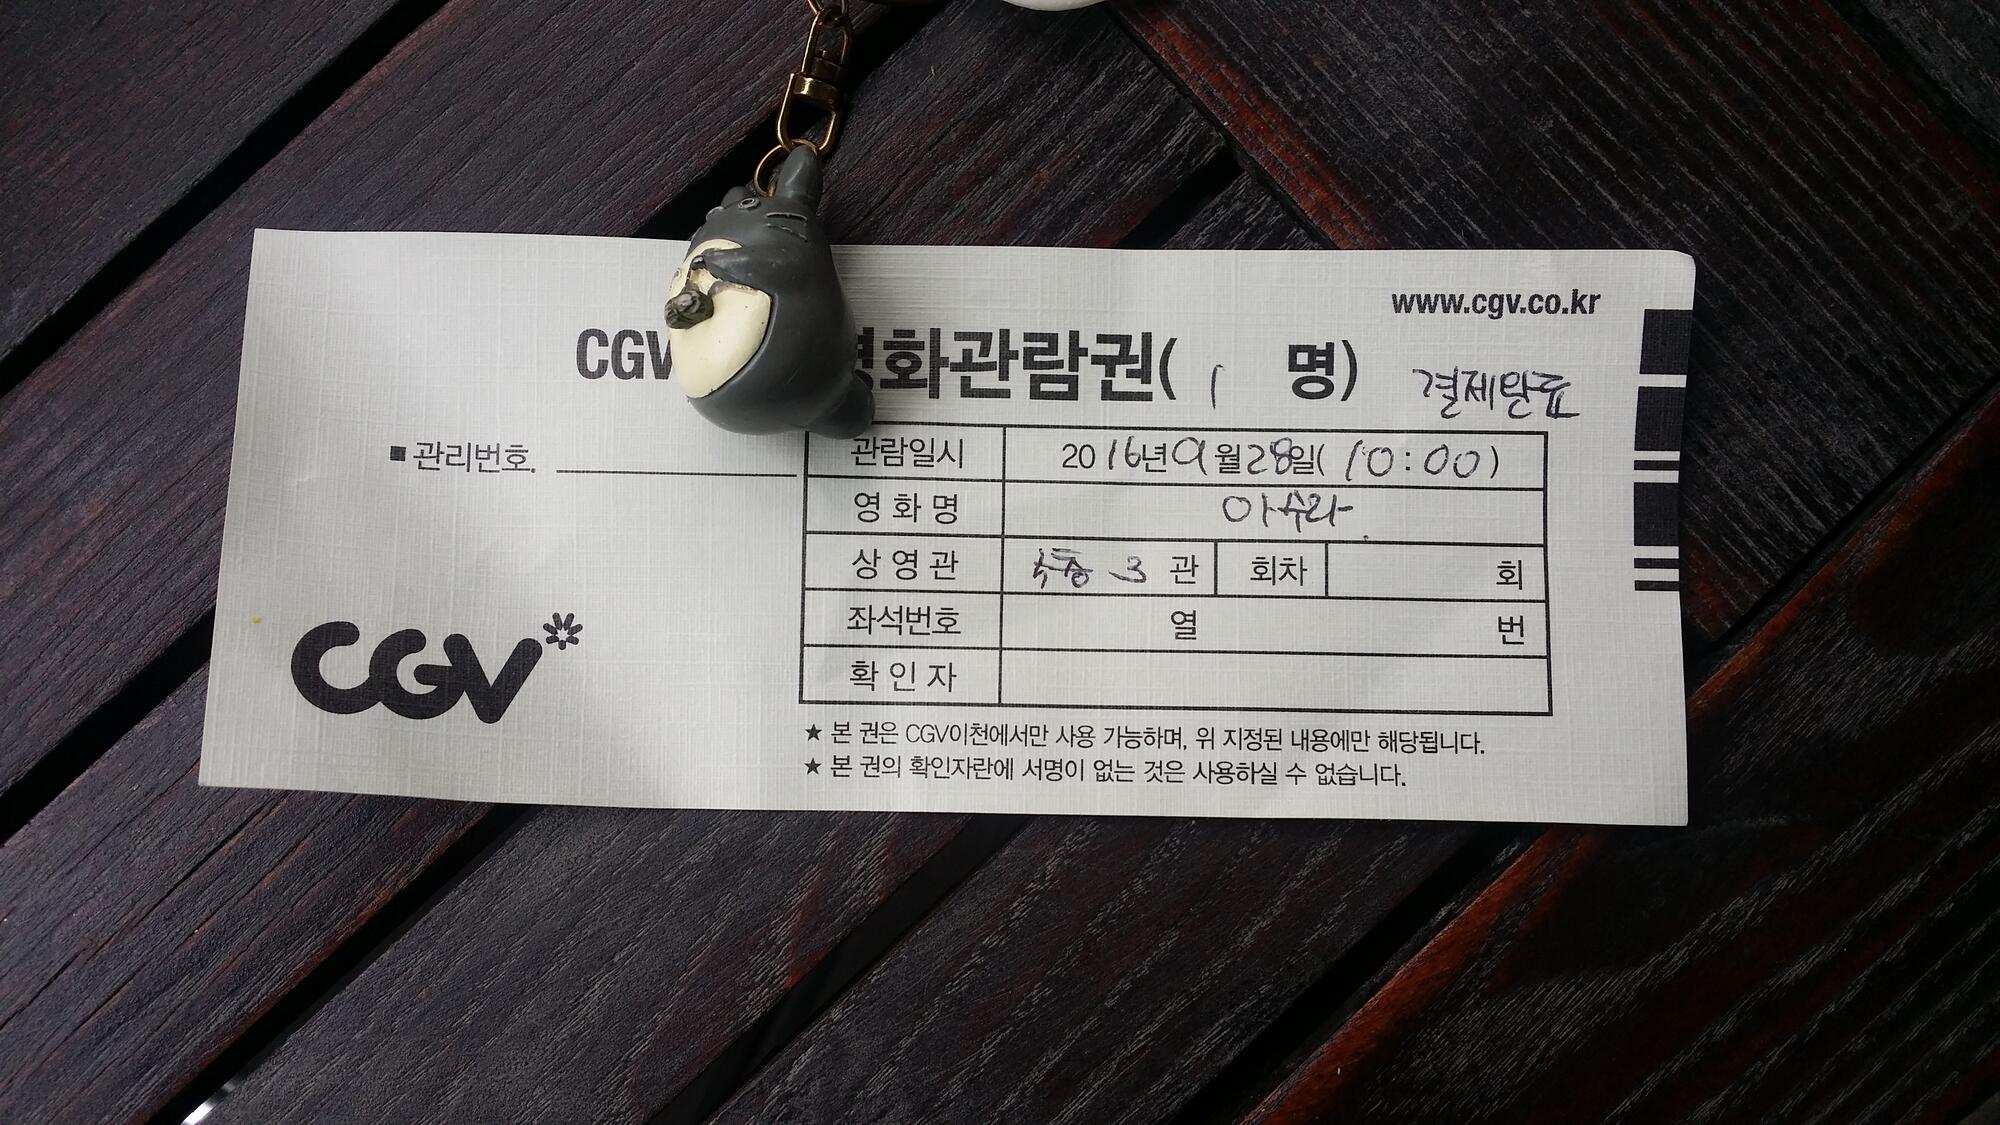 www.cgv.co.kr
CGV 영화관람권( 1 명) 결제완료
■ 관리번호.
관람일시 2016년 9월 28일( 10:00 )
영화명 아수라
상영관 3 관 회차 회
좌석번호 열 번
확인자
CGV*
★ 본 권은 CGV이천에서만 사용 가능하며, 위 지정된 내용에만 해당됩니다.
★ 본 권의 확인자란에 서명이 없는 것은 사용하실 수 없습니다.